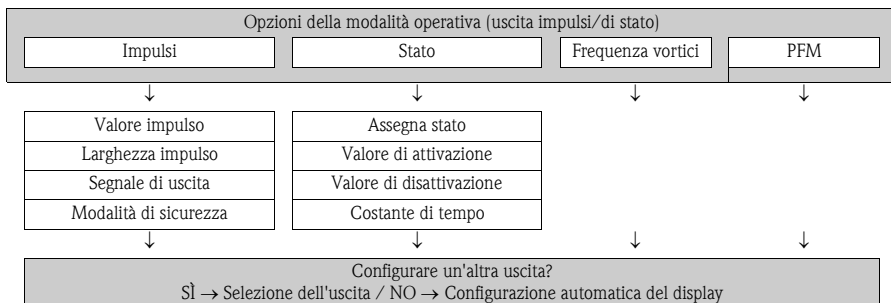 Opzioni della modalità operativa (uscita impulsi/di stato)
Impulsi Stato Frequenza vortici PFM
↓ ↓ ↓ ↓
Valore impulso Assegna stato
Larghezza impulso Valore di attivazione
Segnale di uscita Valore di disattivazione
Modalità di sicurezza Costante di tempo
↓ ↓ ↓ ↓
Configurare un'altra uscita?
SÌ → Selezione dell'uscita / NO → Configurazione automatica del display